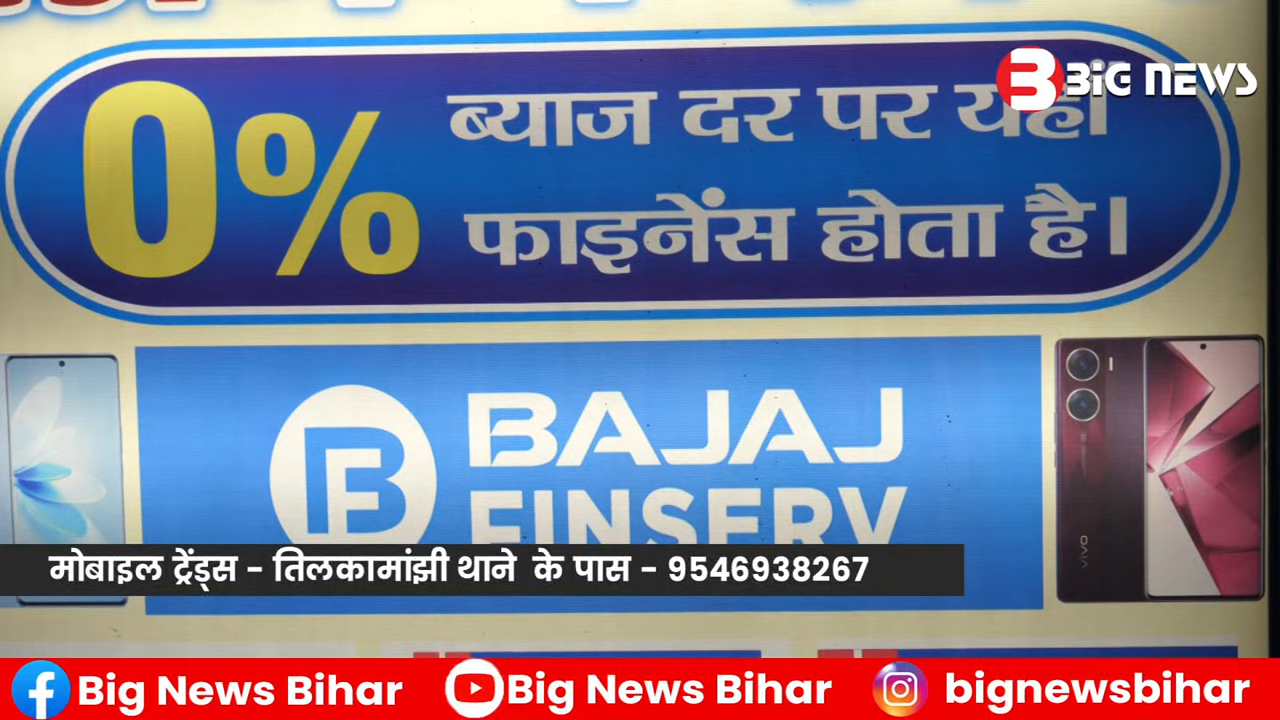 BIG NEWS
0%
ब्याज दर पर यहाँ
फाइनेंस होता है।
BAJAJ
FINSERV
vivo
मोबाइल ट्रेंड्स - तिलकामांझी थाने के पास - 9546938267
Big News Bihar
Big News Bihar
bignewsbihar